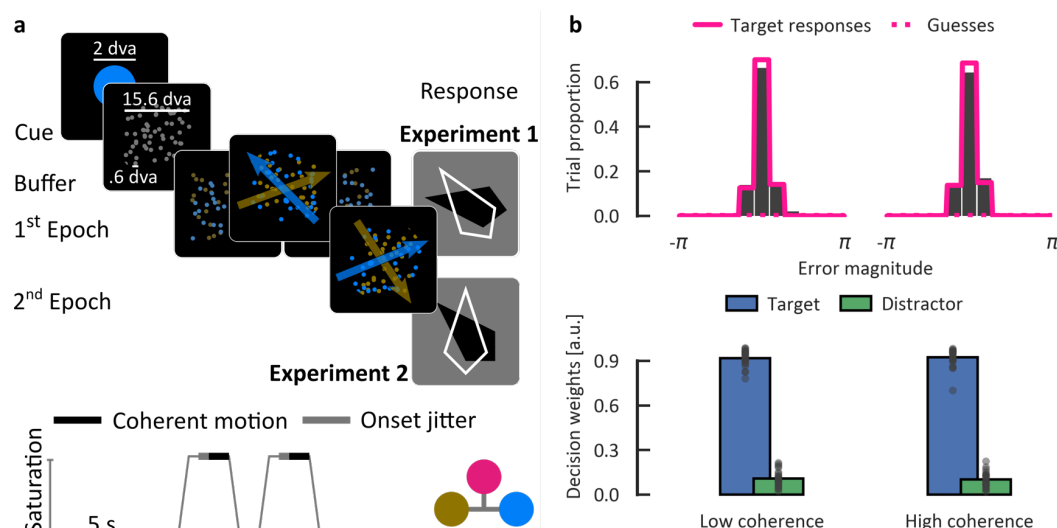 a
2 dva
15.6 dva
.6 dva
Cue
Buffer
1st Epoch
2nd Epoch
Response
Experiment 1
Experiment 2
Coherent motion
Onset jitter
Saturation
5 s
b
Target responses
Guesses
Trial proportion
0.6
0.4
0.2
0.0
-π
π
-π
π
Error magnitude
Target
Distractor
Decision weights [a.u.]
0.9
0.6
0.3
0.0
Low coherence
High coherence